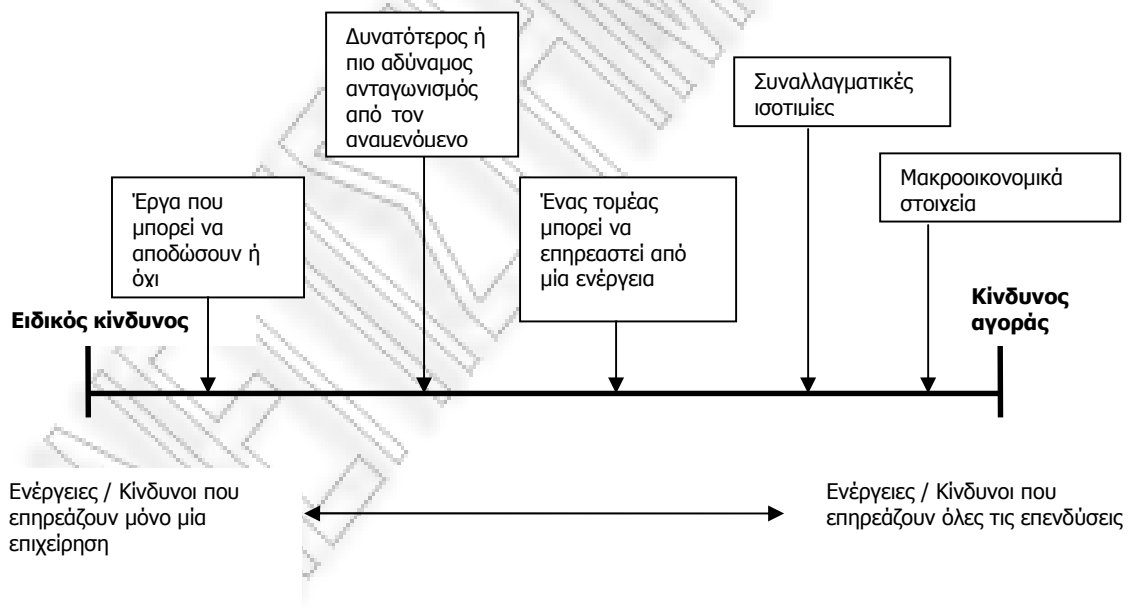 Δυνατότερος ή
πιο αδύναμος
ανταγωνισμός
από τον
αναμενόμενο
Συναλλαγματικές
ισοτιμίες
Έργα που
μπορεί να
αποδώσουν ή
όχι
Ένας τομέας
μπορεί να
επηρεαστεί από
μία ενέργεια
Μακροοικονομικά
στοιχεία
Ειδικός κίνδυνος
Κίνδυνος
αγοράς
Ενέργειες / Κίνδυνοι που
επηρεάζουν μόνο μία
επιχείρηση
Ενέργειες / Κίνδυνοι που
επηρεάζουν όλες τις επενδύσεις